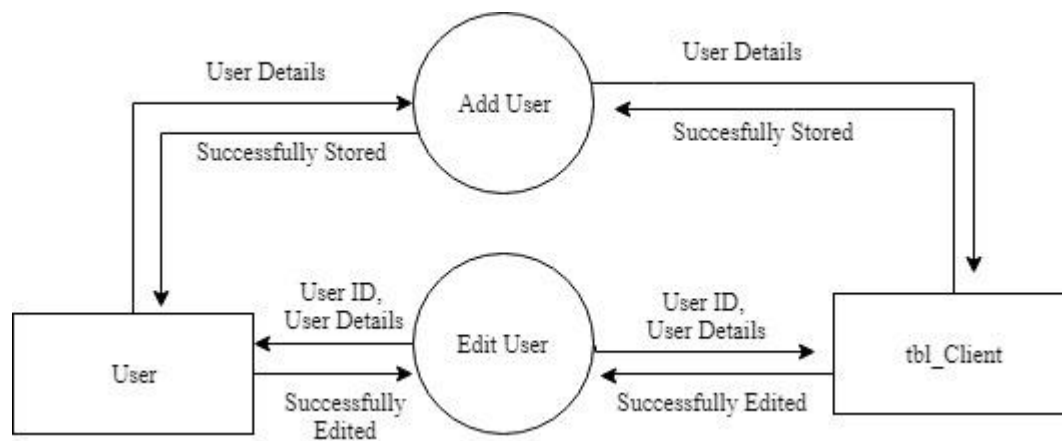 User Details
User Details
Add User
Successfully Stored
Succesfully Stored
User ID,
User Details
User ID,
User Details
User
Edit User
tbl_Client
Successfully
Edited
Successfully Edited